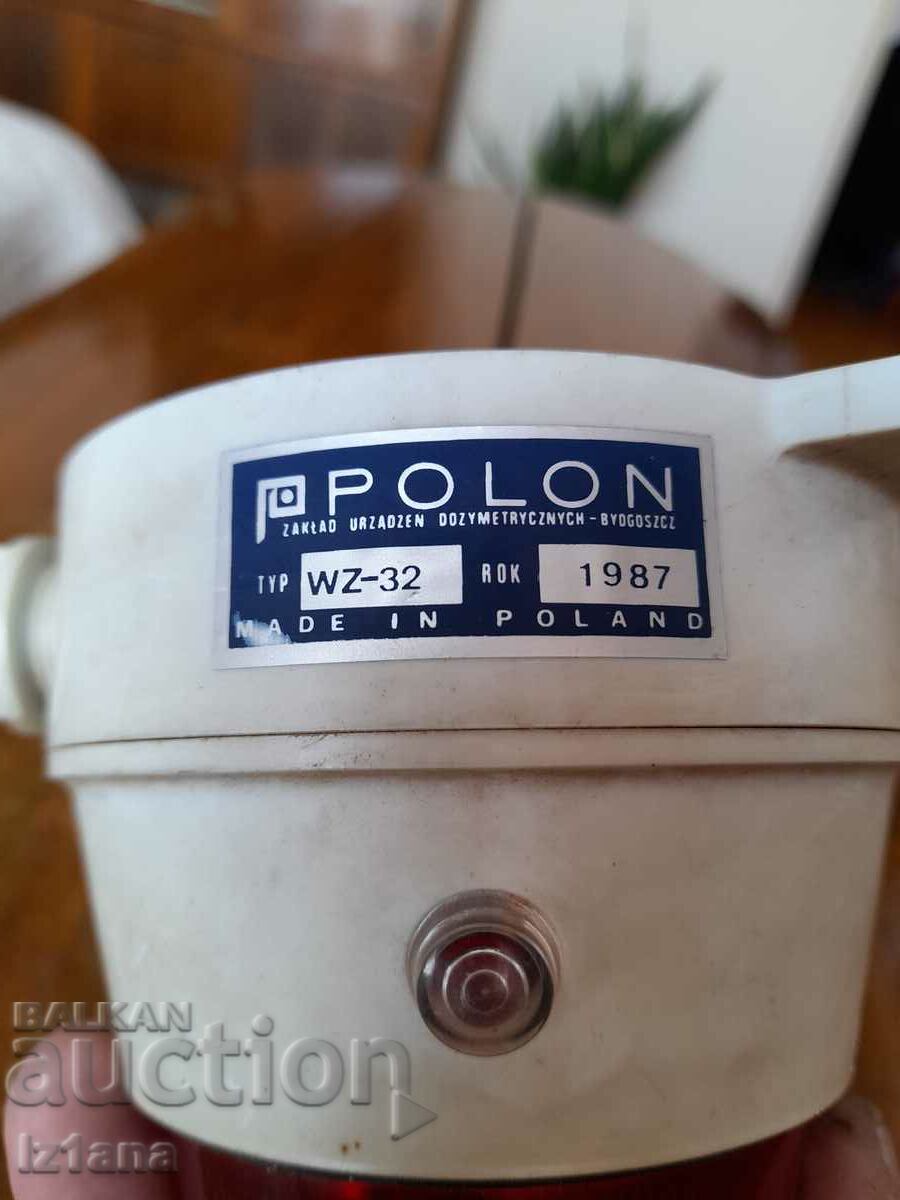 POLON
ZAKŁAD URZĄDZEŃ DOZYMETRYCZNYCH-BYDGOSZCZ
TYP WZ-32 ROK 1987
MADE IN POLAND
BALKAN
auction
Iz1ana